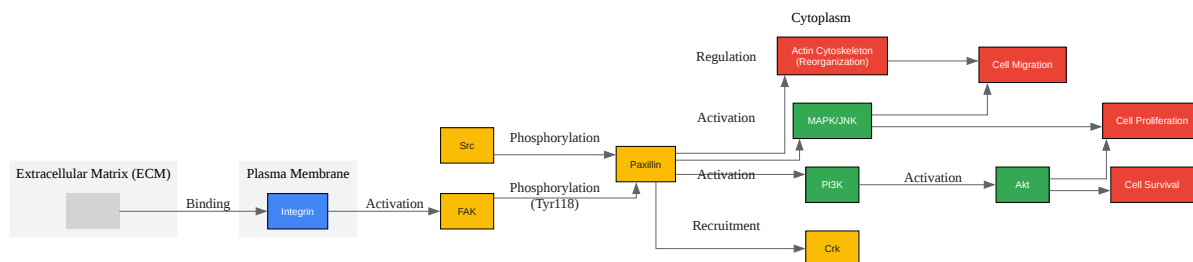 Cytoplasm
Regulation
Actin Cytoskeleton
(Reorganization)
Cell Migration
Activation
MAPK/JNK
Cell Proliferation
Src
Phosphorylation
Paxillin
Extracellular Matrix (ECM)
Plasma Membrane
Phosphorylation
(Tyr118)
Activation
PI3K
Activation
Akt
Cell Survival
Binding
Integrin
Activation
FAK
Recruitment
Crk